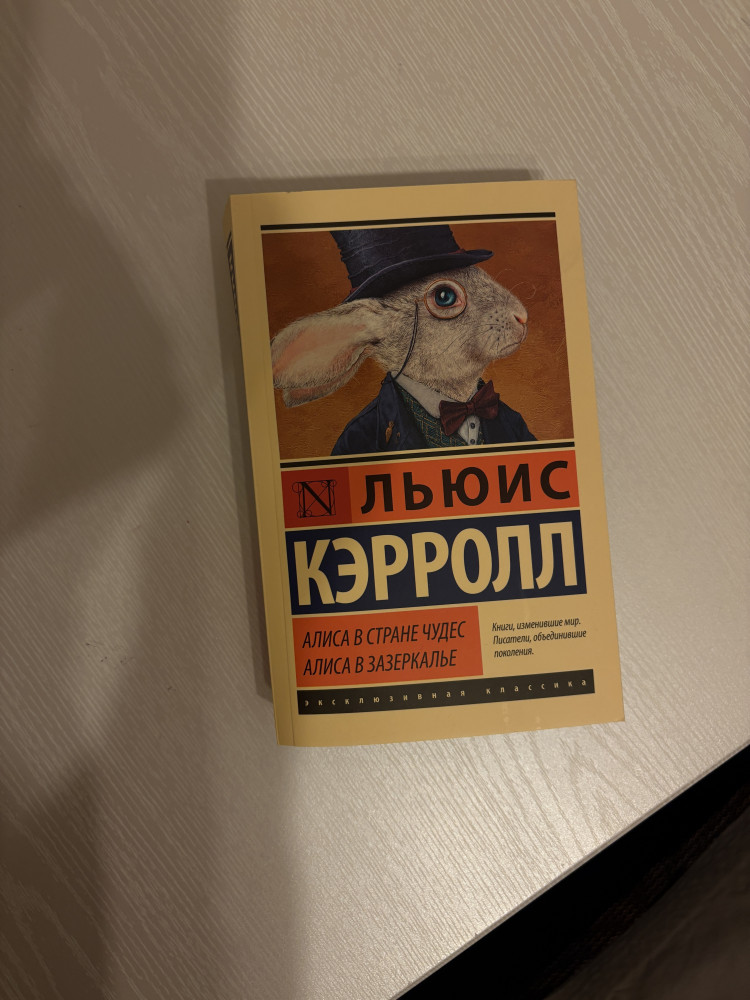 N ЛЬЮИС
КЭРРОЛЛ
АЛИСА В СТРАНЕ ЧУДЕС
АЛИСА В ЗАЗЕРКАЛЬЕ
Книги, изменившие мир.
Писатели, объединившие
поколения.
эксклюзивная классика